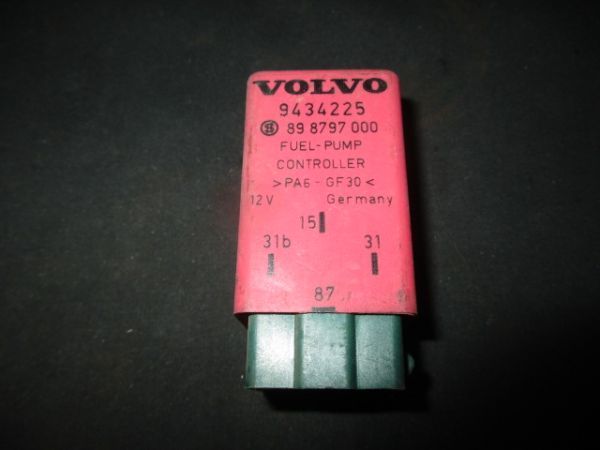 VOLVO
9434225
89 8797 000
FUEL-PUMP
CONTROLLER
>PA6-GF30<
12V Germany
15
31b 31
87